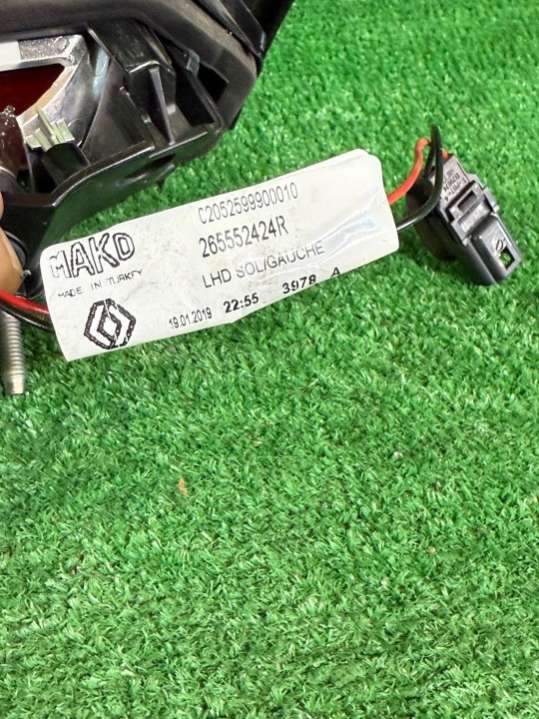 MAKO
MADE IN TURKEY
C2052599900010
265552424R
LHD SOL/GAUCHE
19.01.2019 22:55 3978 A